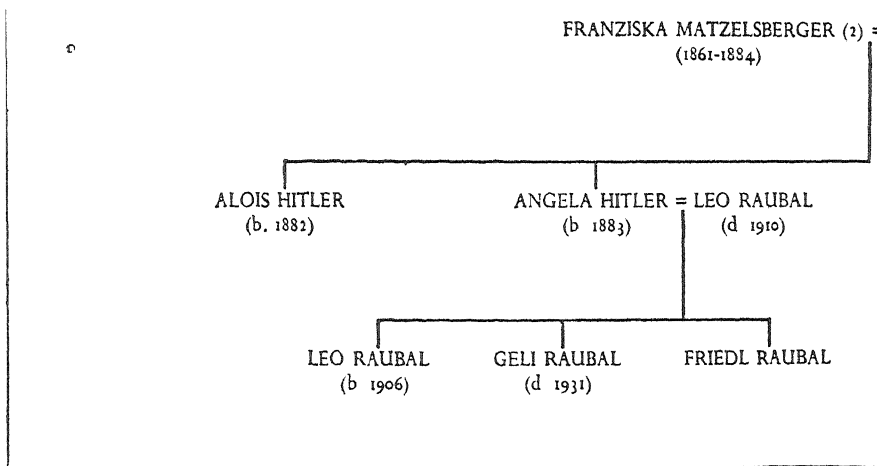 FRANZISKA MATZELSBERGER (2) =
(1861-1884)
ALOIS HITLER
(b. 1882)
ANGELA HITLER = LEO RAUBAL
(b 1883) (d 1910)
LEO RAUBAL GELI RAUBAL FRIEDL RAUBAL
(b 1906) (d 1931)